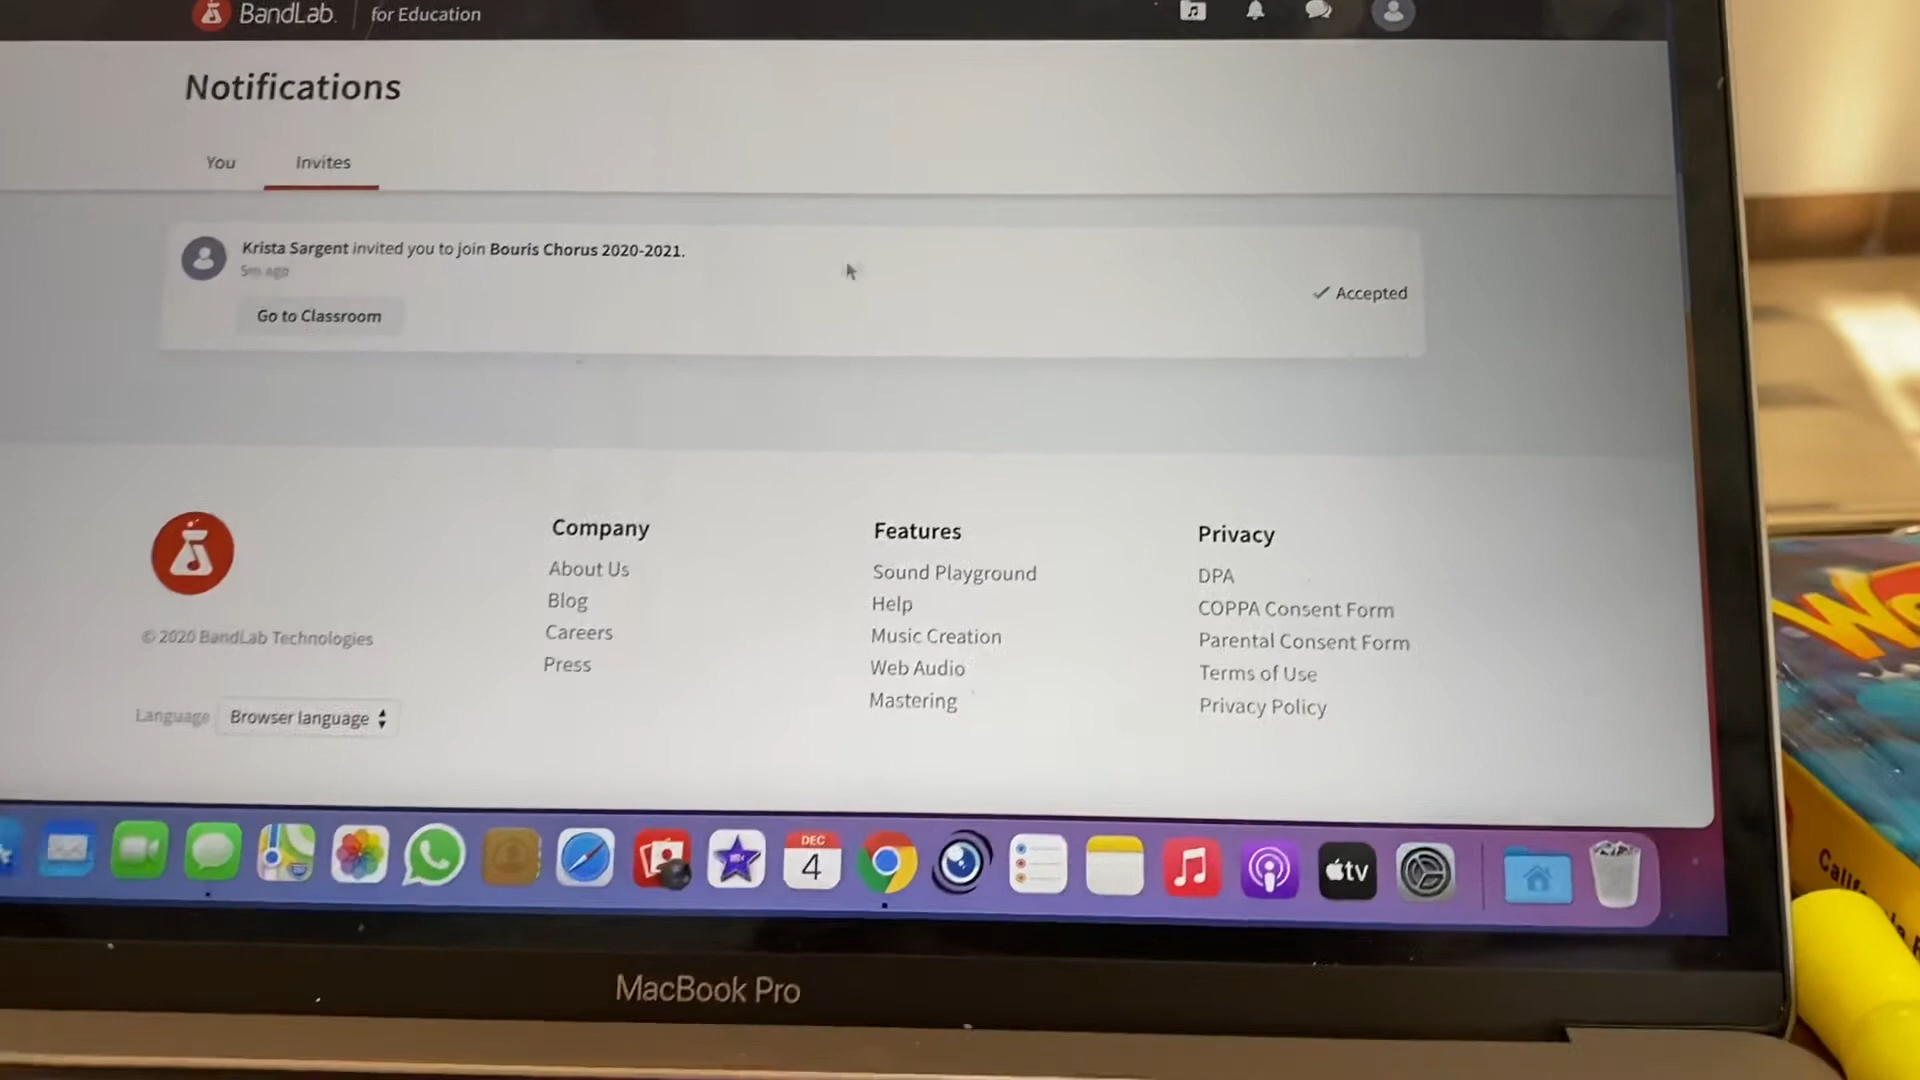 BandLab for Education
Notifications
You Invites
Krista Sargent invited you to join Bouris Chorus 2020-2021.
5m ago
Accepted
Go to Classroom
Company
About Us
Blog
Careers
Press
Features
Sound Playground
Help
Music Creation
Web Audio
Mastering
Privacy
DPA
COPPA Consent Form
Parental Consent Form
Terms of Use
Privacy Policy
© 2020 BandLab Technologies
Language Browser language
DEC
4
tv
MacBook Pro